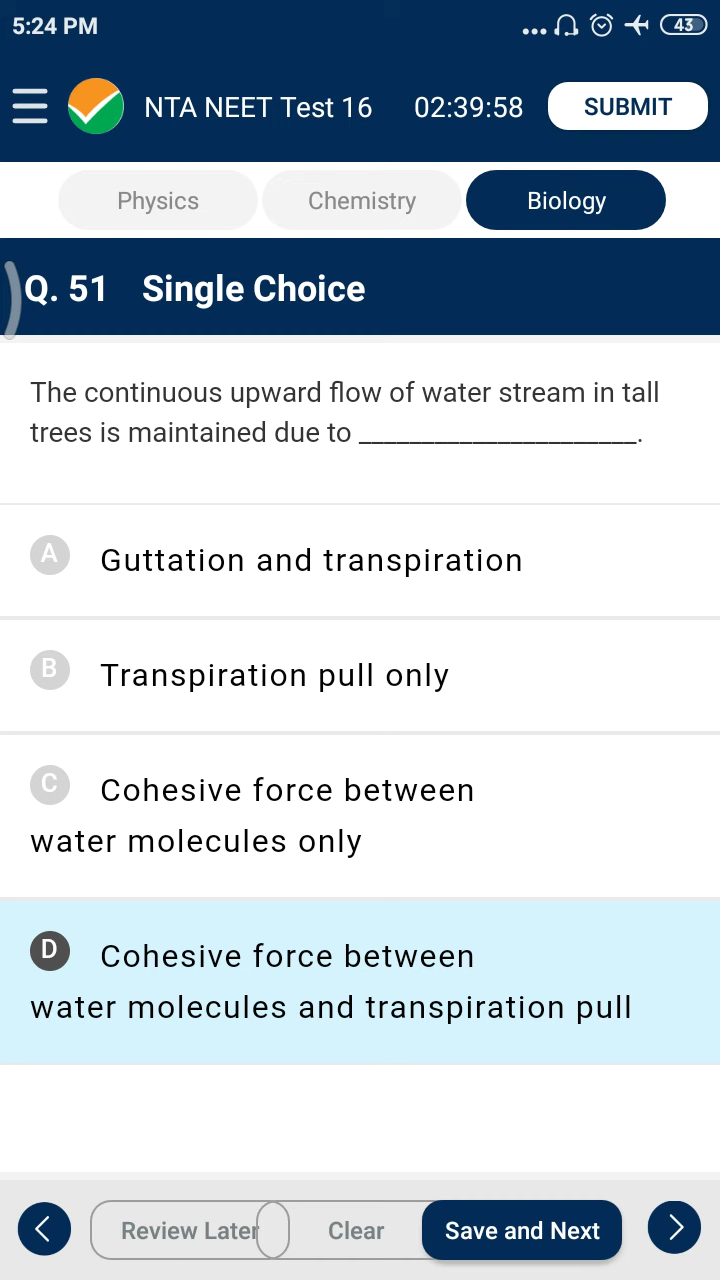 5:24 PM
43
NTA NEET Test 16 02:39:58 SUBMIT
Physics Chemistry Biology
Q. 51 Single Choice
The continuous upward flow of water stream in tall
trees is maintained due to ______________________.
A Guttation and transpiration
B Transpiration pull only
C Cohesive force between
water molecules only
D Cohesive force between
water molecules and transpiration pull
Review Later Clear Save and Next